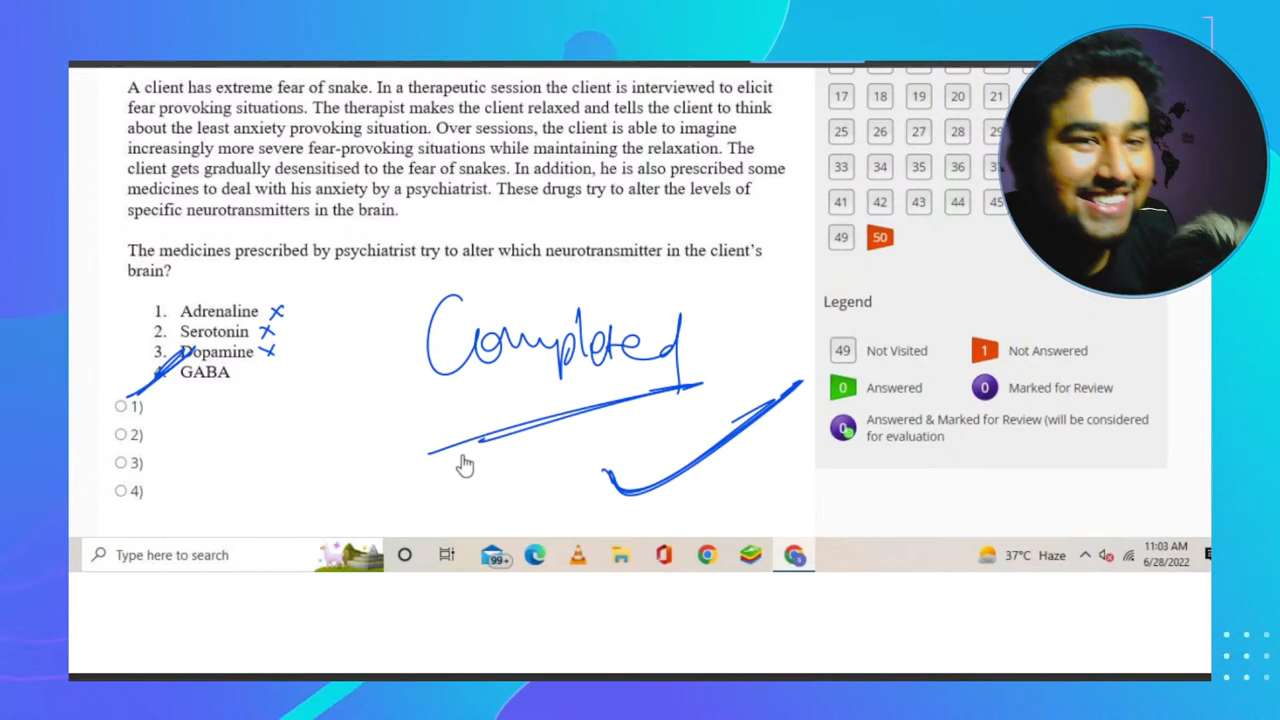 A client has extreme fear of snake. In a therapeutic session the client is interviewed to elicit
fear provoking situations. The therapist makes the client relaxed and tells the client to think
about the least anxiety provoking situation. Over sessions, the client is able to imagine
increasingly more severe fear-provoking situations while maintaining the relaxation. The
client gets gradually desensitised to the fear of snakes. In addition, he is also prescribed some
medicines to deal with his anxiety by a psychiatrist. These drugs try to alter the levels of
specific neurotransmitters in the brain.
The medicines prescribed by psychiatrist try to alter which neurotransmitter in the client's
brain?
1. Adrenaline x
2. Serotonin x
3. Dopamine x
GABA
Completed
1)
2)
3)
4)
17 18 19 20 21
25 26 27 28 29
33 34 35 36
41 42 43 44 45
49 50
Legend
49 Not Visited 1 Not Answered
0 Answered 0 Marked for Review
0 Answered & Marked for Review (will be considered
for evaluation
Type here to search
99+
37°C Haze
11:03 AM
6/28/2022